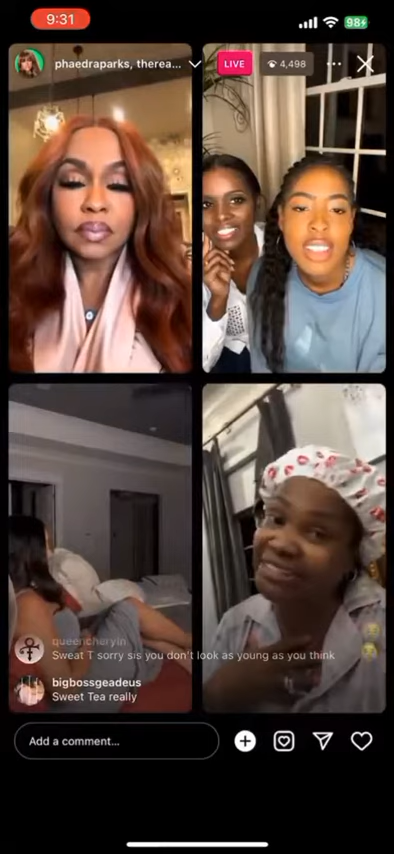 9:31
98
phaedraparks, therea...
LIVE
4,498
queencheryln
Sweat T sorry sis you don't look as young as you think
bigbossgeadeus
Sweet Tea really
Add a comment...